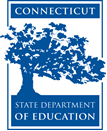 CONNECTICUT
STATE DEPARTMENT
OF EDUCATION